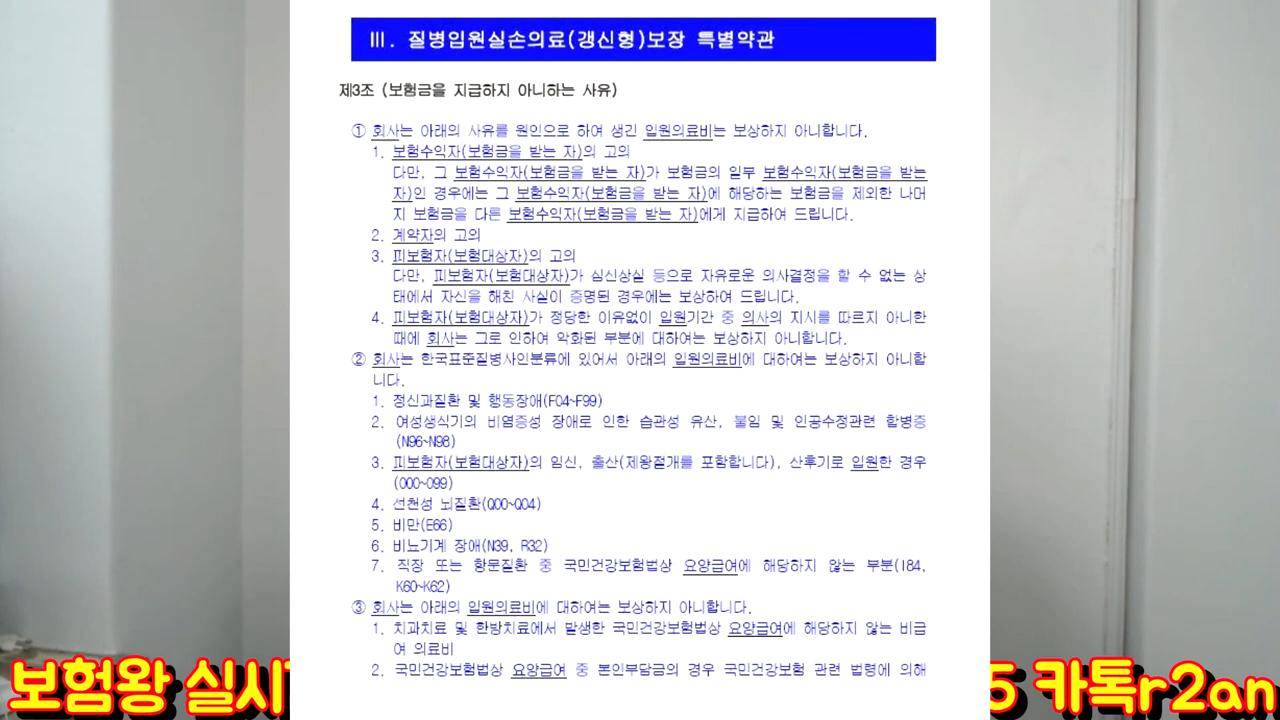 Ⅲ. 질병입원실손의료(갱신형)보장 특별약관
제3조 (보험금을 지급하지 아니하는 사유)
① 회사는 아래의 사유를 원인으로 하여 생긴 입원의료비는 보상하지 아니합니다.
1. 보험수익자(보험금을 받는 자)의 고의
다만, 그 보험수익자(보험금을 받는 자)가 보험금의 일부 보험수익자(보험금을 받는
자)인 경우에는 그 보험수익자(보험금을 받는 자)에 해당하는 보험금을 제외한 나머
지 보험금을 다른 보험수익자(보험금을 받는 자)에게 지급하여 드립니다.
2. 계약자의 고의
3. 피보험자(보험대상자)의 고의
다만, 피보험자(보험대상자)가 심신상실 등으로 자유로운 의사결정을 할 수 없는 상
태에서 자신을 해친 사실이 증명된 경우에는 보상하여 드립니다.
4. 피보험자(보험대상자)가 정당한 이유없이 입원기간 중 의사의 지시를 따르지 아니한
때에 회사는 그로 인하여 악화된 부분에 대하여는 보상하지 아니합니다.
② 회사는 한국표준질병사인분류에 있어서 아래의 입원의료비에 대하여는 보상하지 아니합
니다.
1. 정신과질환 및 행동장애(F04~F99)
2. 여성생식기의 비염증성 장애로 인한 습관성 유산, 불임 및 인공수정관련 합병증
(N96~N98)
3. 피보험자(보험대상자)의 임신, 출산(제왕절개를 포함합니다), 산후기로 입원한 경우
(O00~O99)
4. 선천성 뇌질환(Q00~Q04)
5. 비만(E66)
6. 비뇨기계 장애(N39, R32)
7. 직장 또는 항문질환 중 국민건강보험법상 요양급여에 해당하지 않는 부분(I84,
K60~K62)
③ 회사는 아래의 입원의료비에 대하여는 보상하지 아니합니다.
1. 치과치료 및 한방치료에서 발생한 국민건강보험법상 요양급여에 해당하지 않는 비급
여 의료비
2. 국민건강보험법상 요양급여 중 본인부담금의 경우 국민건강보험 관련 법령에 의해
보험왕 실시 5 카톡r2an